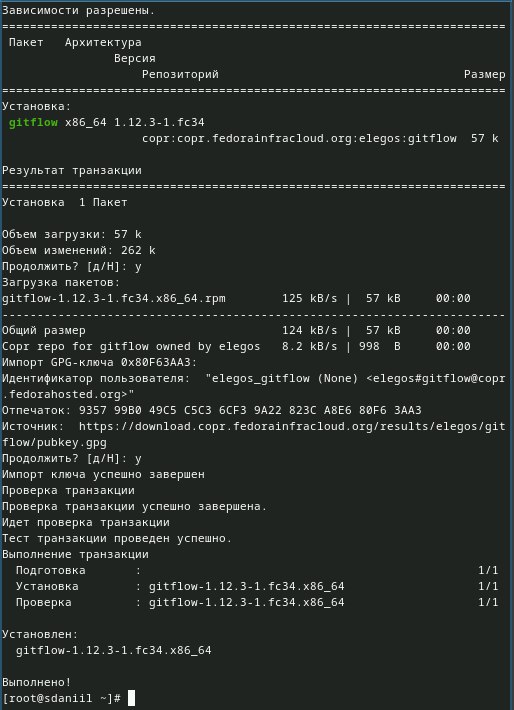 Зависимости разрешены.
================================================================================
 Пакет   Архитектура
                Версия
                    Репозиторий                                   Размер
================================================================================
Установка:
 gitflow x86_64 1.12.3-1.fc34
                    copr:copr.fedorainfracloud.org:elegos:gitflow  57 k

Результат транзакции
================================================================================
Установка  1 Пакет

Объем загрузки: 57 k
Объем изменений: 262 k
Продолжить? [д/Н]: y
Загрузка пакетов:
gitflow-1.12.3-1.fc34.x86_64.rpm        125 kB/s |  57 kB     00:00
--------------------------------------------------------------------------------
Общий размер                            124 kB/s |  57 kB     00:00
Copr repo for gitflow owned by elegos   8.2 kB/s | 998  B     00:00
Импорт GPG-ключа 0x80F63AA3:
Идентификатор пользователя:  "elegos_gitflow (None) <elegos#gitflow@copr
.fedorahosted.org>"
Отпечаток: 9357 99B0 49C5 C5C3 6CF3 9A22 823C A8E6 80F6 3AA3
Источник:  https://download.copr.fedorainfracloud.org/results/elegos/git
flow/pubkey.gpg
Продолжить? [д/Н]: y
Импорт ключа успешно завершен
Проверка транзакции
Проверка транзакции успешно завершена.
Идет проверка транзакции
Тест транзакции проведен успешно.
Выполнение транзакции
  Подготовка       :                                                1/1
  Установка        : gitflow-1.12.3-1.fc34.x86_64                   1/1
  Проверка         : gitflow-1.12.3-1.fc34.x86_64                   1/1

Установлен:
  gitflow-1.12.3-1.fc34.x86_64

Выполнено!
[root@sdaniil ~]#